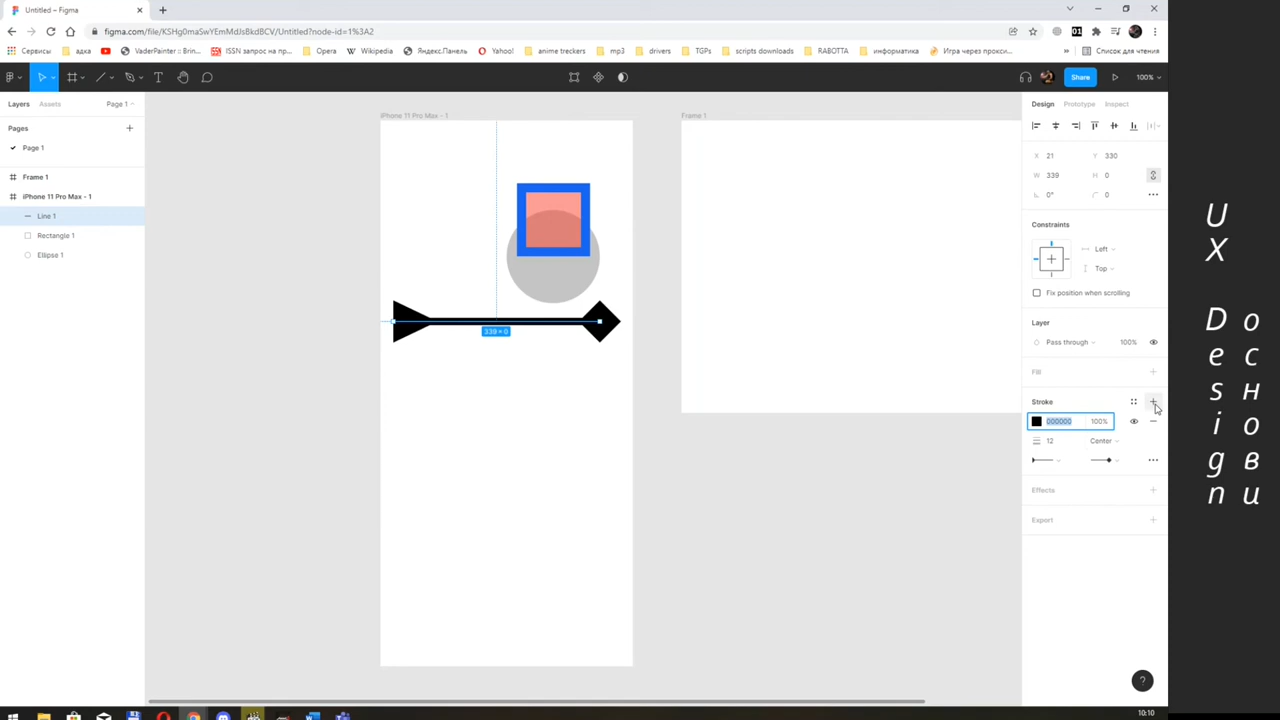 Untitled – Figma
figma.com/file/KSHg0maSwYEmMdJsBkdBCV/Untitled?node-id=1%3A2
Сервисы
адка
VaderPainter :: Brin...
ISSN запрос на пр...
Opera
Wikipedia
Яндекс.Панель
Yahoo!
anime treckers
mp3
drivers
TGPs
scripts downloads
RABOTTA
информатика
Игра через прокси...
»
Список для чтения
Share
100%
Layers
Assets
Page 1
Pages
Page 1
Frame 1
iPhone 11 Pro Max - 1
Line 1
Rectangle 1
Ellipse 1
iPhone 11 Pro Max - 1
Frame 1
339 × 0
Design
Prototype
Inspect
X 21
Y 330
W 339
H 0
0°
0
Constraints
Left
Top
Fix position when scrolling
Layer
Pass through
100%
Fill
Stroke
000000
100%
12
Center
Effects
Export
?
10:10
UX Design
основи